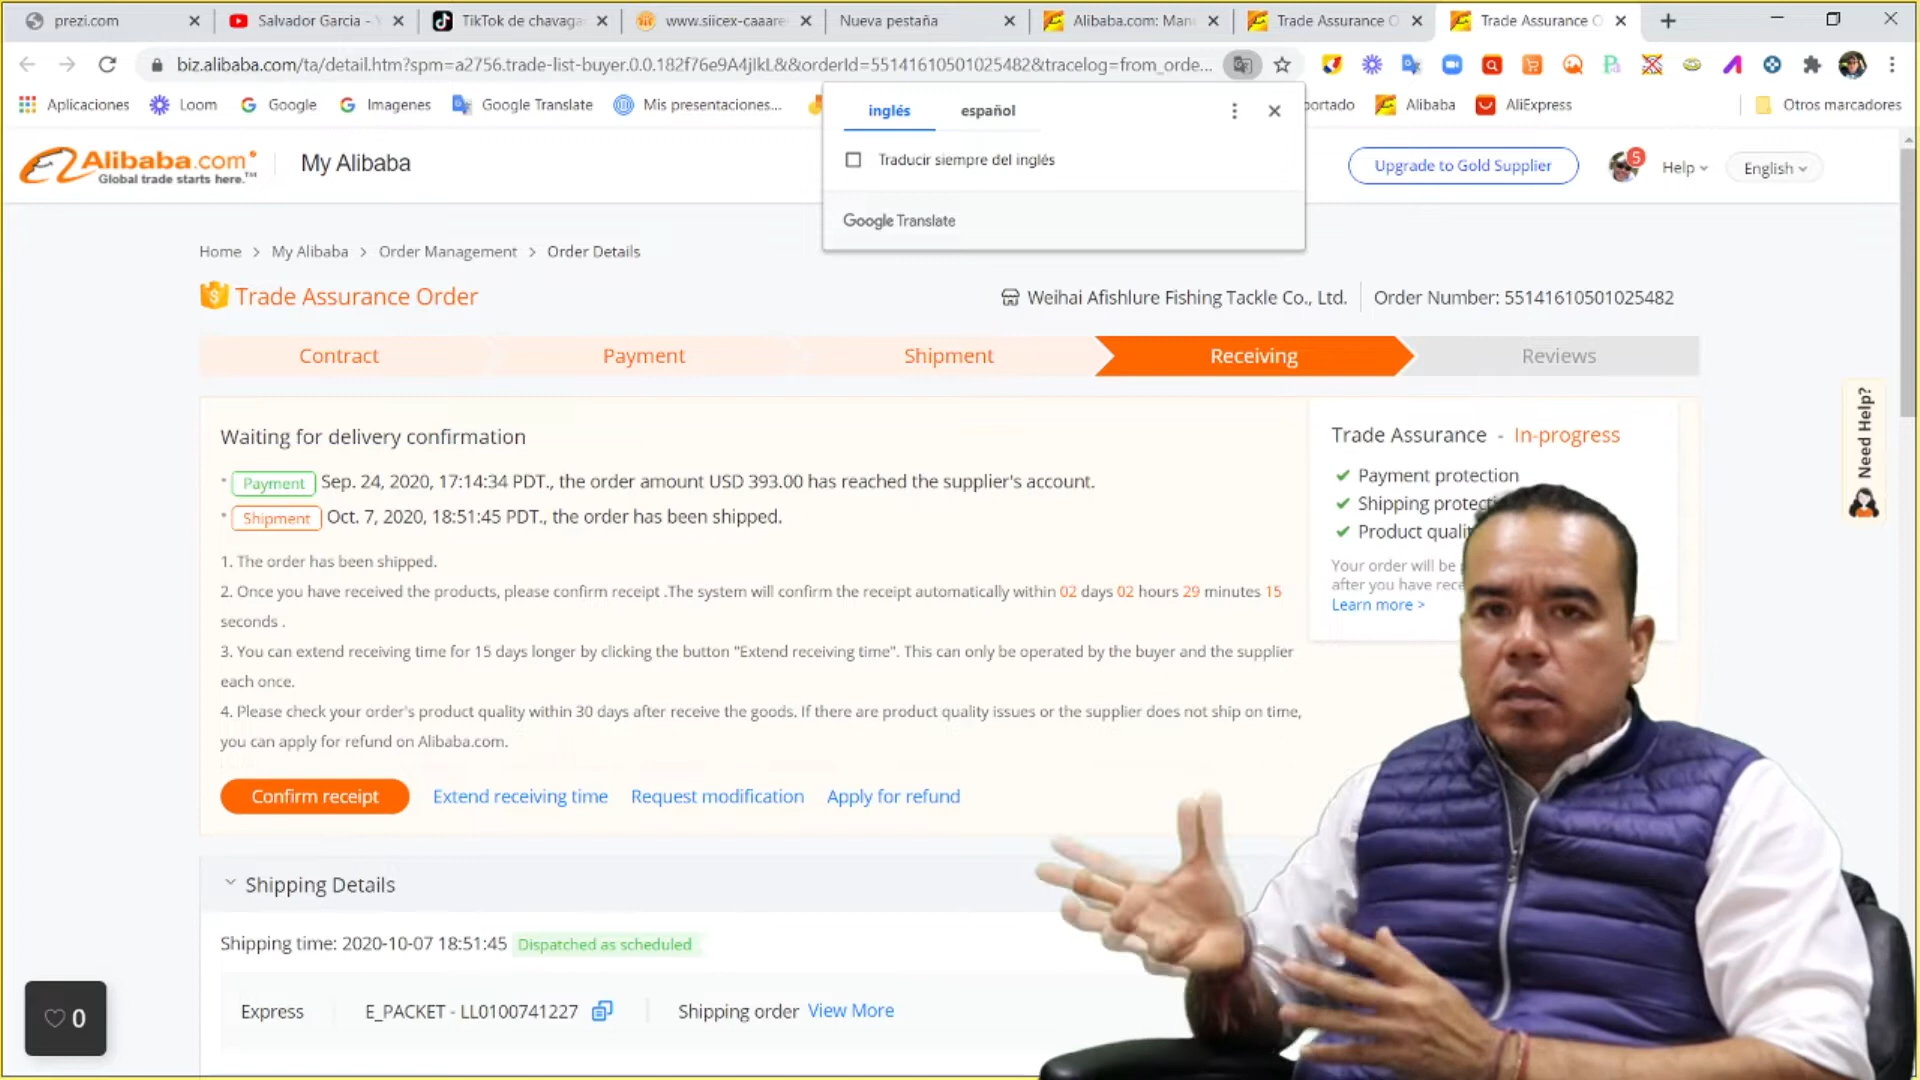 prezi.com
Salvador Garcia - Y
TikTok de chavaga
www.siicex-caaare
Nueva pestaña
Alibaba.com: Man
Trade Assurance O
Trade Assurance O
biz.alibaba.com/ta/detail.htm?spm=a2756.trade-list-buyer.0.0.182f76e9A4jlkL&&orderId=55141610501025482&tracelog=from_orde...
Aplicaciones
Loom
Google
Imagenes
Google Translate
Mis presentaciones...
portado
Alibaba
AliExpress
Otros marcadores
inglés
español
Traducir siempre del inglés
Google Translate
Alibaba.com
Global trade starts here.™
My Alibaba
Upgrade to Gold Supplier
5
Help
English
Home > My Alibaba > Order Management > Order Details
Trade Assurance Order
Weihai Afishlure Fishing Tackle Co., Ltd.
Order Number: 55141610501025482
Contract
Payment
Shipment
Receiving
Reviews
Waiting for delivery confirmation
Payment Sep. 24, 2020, 17:14:34 PDT., the order amount USD 393.00 has reached the supplier's account.
Shipment Oct. 7, 2020, 18:51:45 PDT., the order has been shipped.
1. The order has been shipped.
2. Once you have received the products, please confirm receipt .The system will confirm the receipt automatically within 02 days 02 hours 29 minutes 15
seconds .
3. You can extend receiving time for 15 days longer by clicking the button "Extend receiving time". This can only be operated by the buyer and the supplier
each once.
4. Please check your order's product quality within 30 days after receive the goods. If there are product quality issues or the supplier does not ship on time,
you can apply for refund on Alibaba.com.
Confirm receipt
Extend receiving time
Request modification
Apply for refund
Trade Assurance - In-progress
Payment protection
Shipping protec
Product quali
Your order will be
after you have rece
Learn more >
Need Help?
Shipping Details
Shipping time: 2020-10-07 18:51:45 Dispatched as scheduled
Express
E_PACKET - LL0100741227
Shipping order View More
0